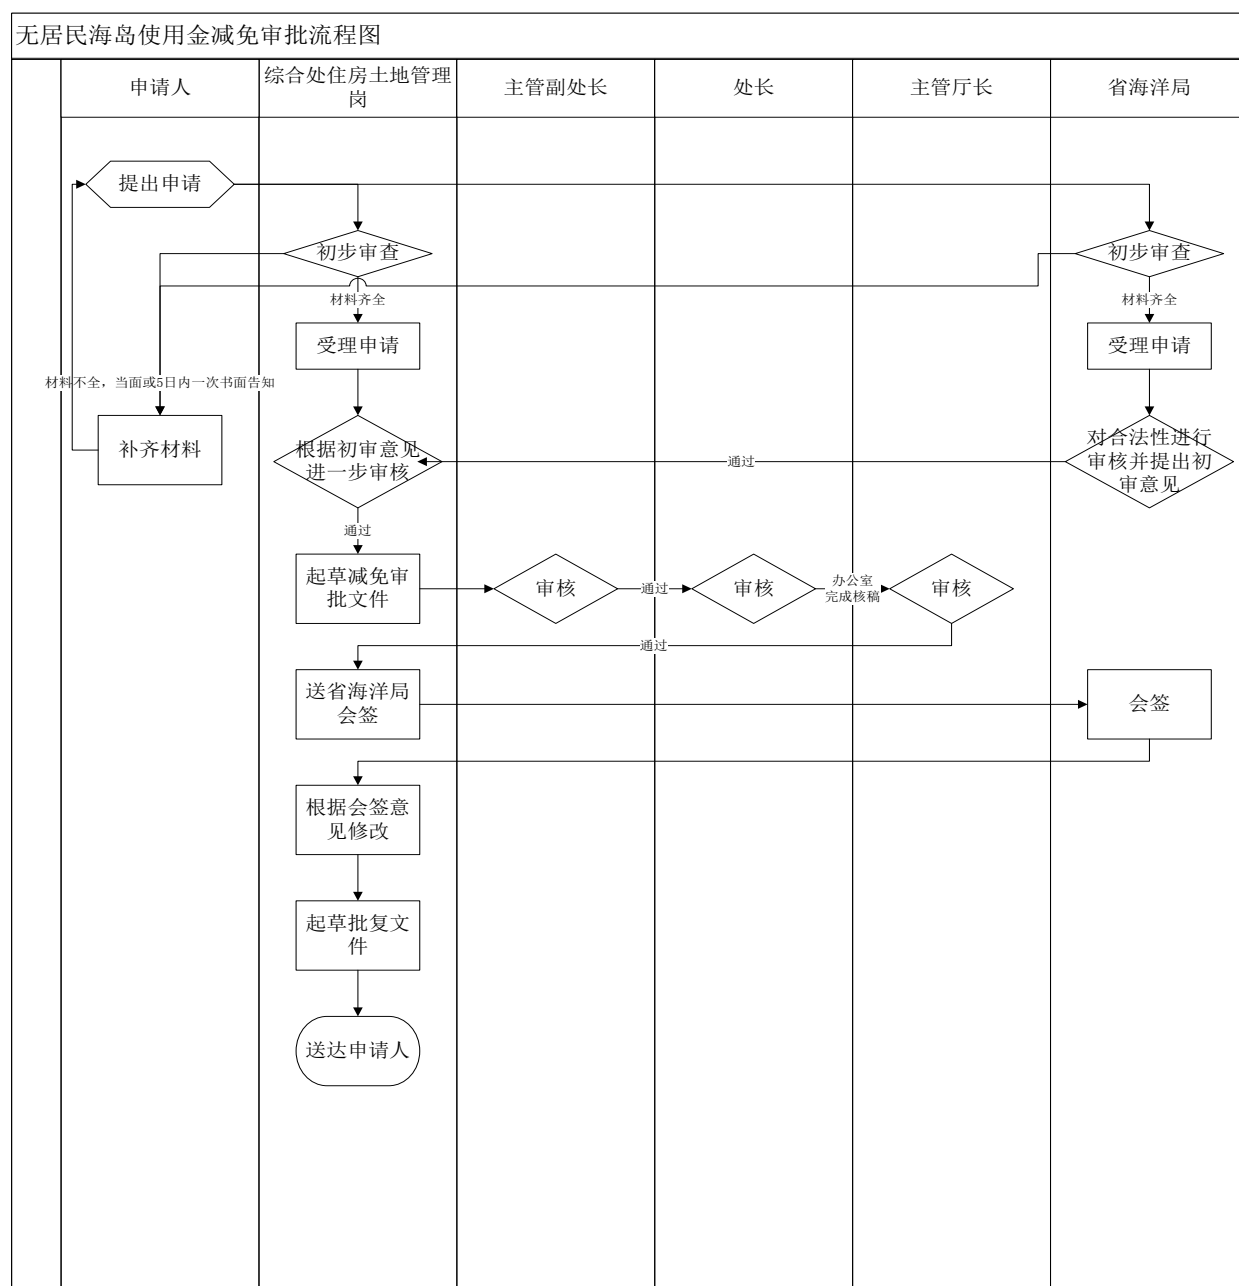 无居民海岛使用金减免审批流程图
申请人
综合处住房土地管理
岗
主管副处长
处长
主管厅长
省海洋局
提出申请
初步审查
初步审查
材料齐全
材料齐全
受理申请
受理申请
材料不全，当面或5日内一次书面告知
补齐材料
根据初审意见
进一步审核
通过
对合法性进行
审核并提出初
审意见
通过
起草减免审
批文件
审核
通过
审核
办公室
完成核稿
审核
通过
送省海洋局
会签
会签
根据会签意
见修改
起草批复文
件
送达申请人